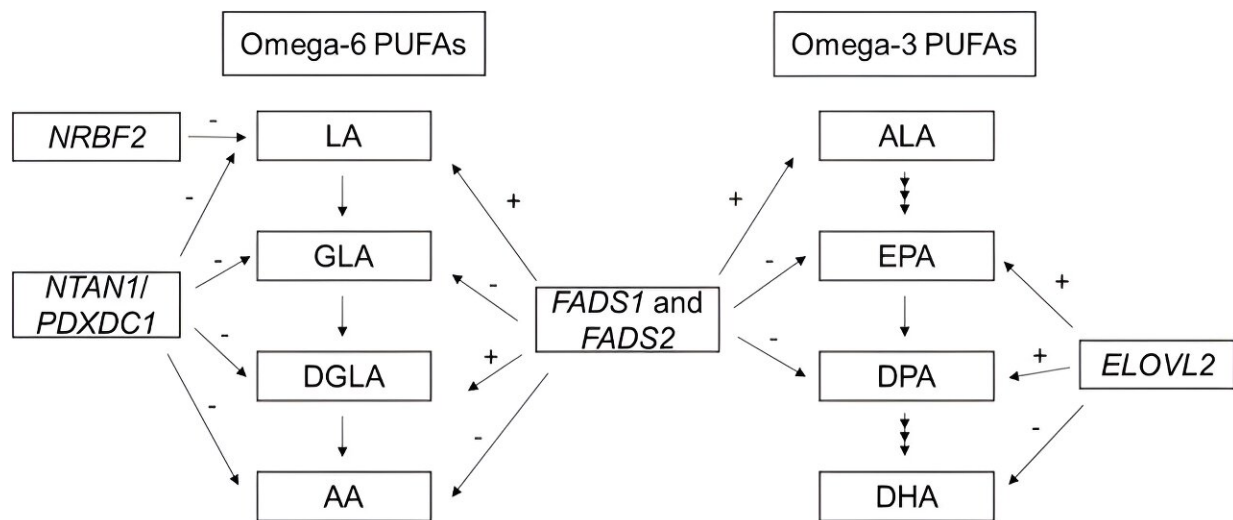 Omega-6 PUFAs
Omega-3 PUFAs
NRBF2
-
LA
ALA
-
+
+
NTAN1/
PDXDC1
-
GLA
-
FADS1 and
FADS2
-
EPA
+
-
DGLA
+
-
DPA
+
ELOVL2
-
AA
-
DHA
-